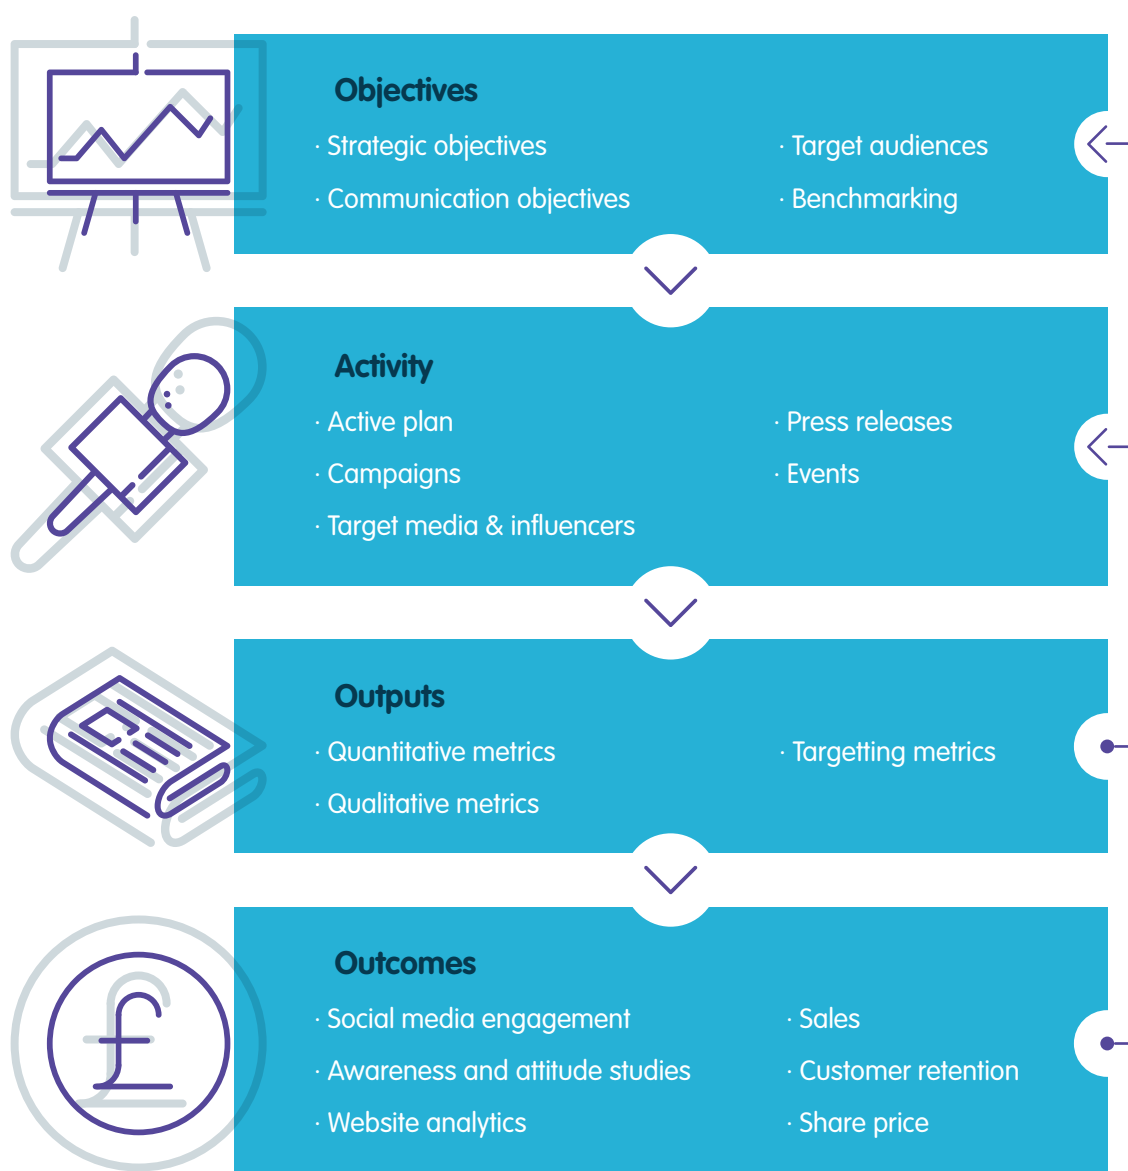 Objectives
· Strategic objectives
· Communication objectives
· Target audiences
· Benchmarking
Activity
· Active plan
· Campaigns
· Target media & influencers
· Press releases
· Events
Outputs
· Quantitative metrics
· Qualitative metrics
· Targetting metrics
Outcomes
· Social media engagement
· Awareness and attitude studies
· Website analytics
· Sales
· Customer retention
· Share price